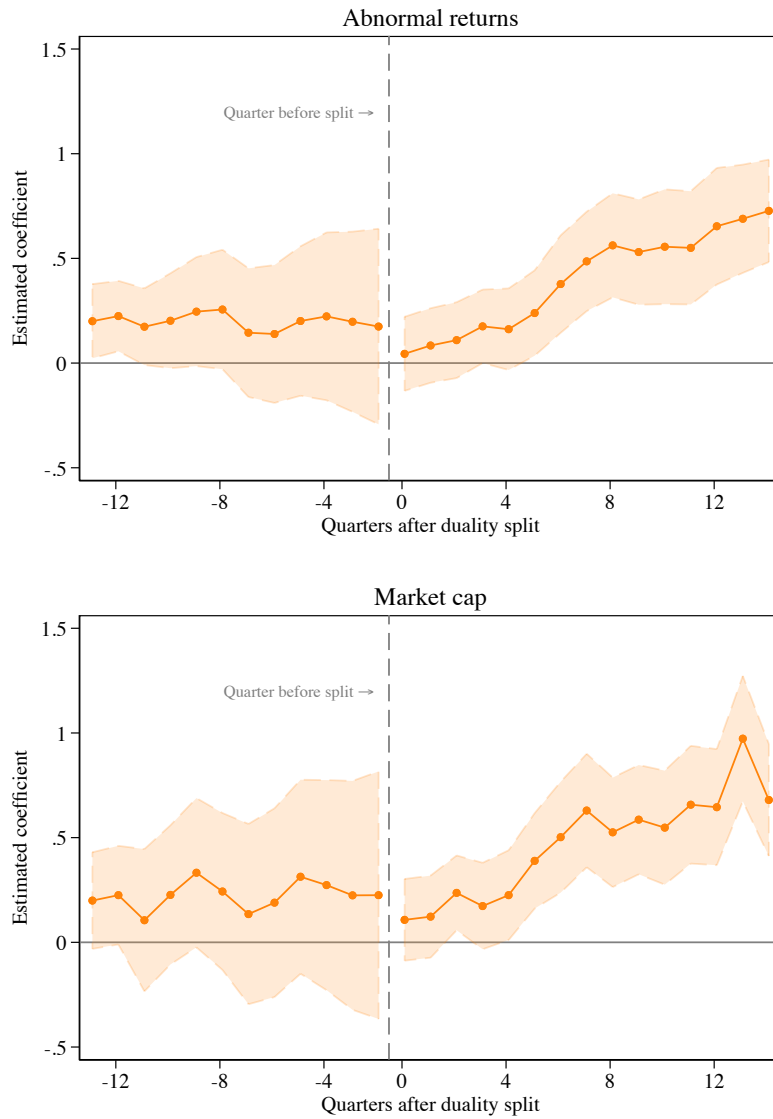 Abnormal returns
1.5
Quarter before split →
1
.5
0
-.5
Estimated coefficient
-12 -8 -4 0 4 8 12
Quarters after duality split
Market cap
1.5
Quarter before split →
1
.5
0
-.5
Estimated coefficient
-12 -8 -4 0 4 8 12
Quarters after duality split